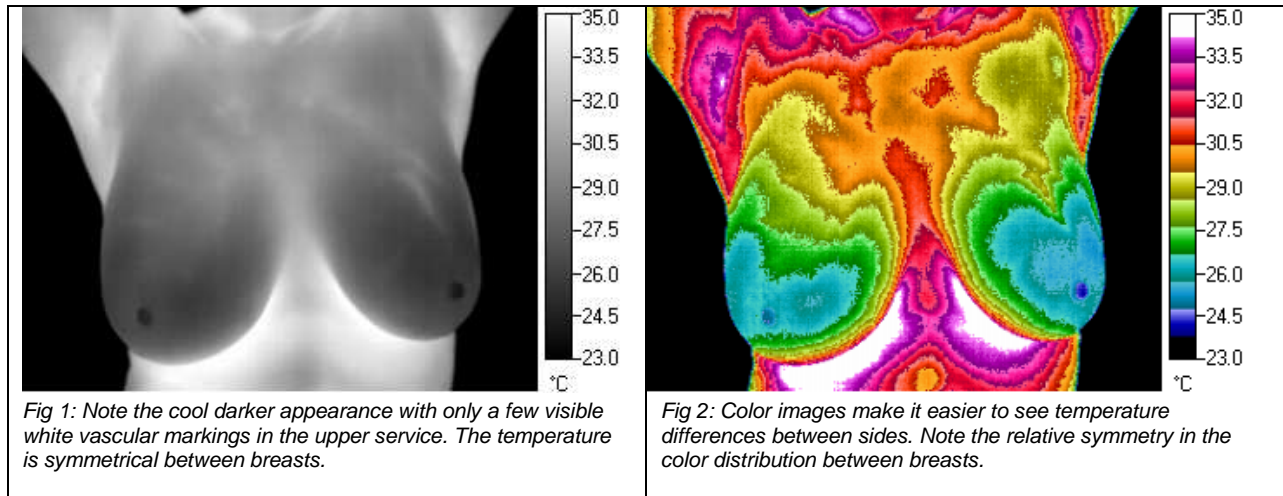 35.0
33.5
32.0
30.5
29.0
27.5
26.0
24.5
23.0
°C
Fig 1: Note the cool darker appearance with only a few visible
white vascular markings in the upper service. The temperature
is symmetrical between breasts.
35.0
33.5
32.0
30.5
29.0
27.5
26.0
24.5
23.0
°C
Fig 2: Color images make it easier to see temperature
differences between sides. Note the relative symmetry in the
color distribution between breasts.